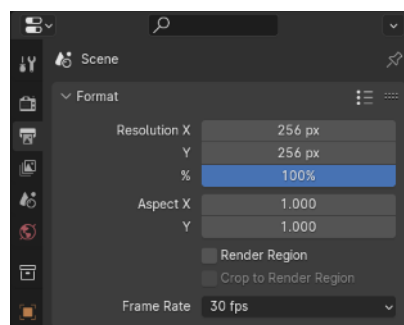 Scene
Format
Resolution X 256 px
Y 256 px
% 100%
Aspect X 1.000
Y 1.000
Render Region
Crop to Render Region
Frame Rate 30 fps